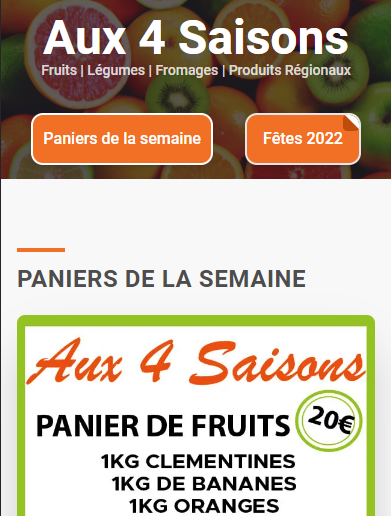 Aux 4 Saisons
Fruits | Légumes | Fromages | Produits Régionaux
Paniers de la semaine
Fêtes 2022
PANIERS DE LA SEMAINE
Aux 4 Saisons
PANIER DE FRUITS 20€
1KG CLEMENTINES
1KG DE BANANES
1KG ORANGES